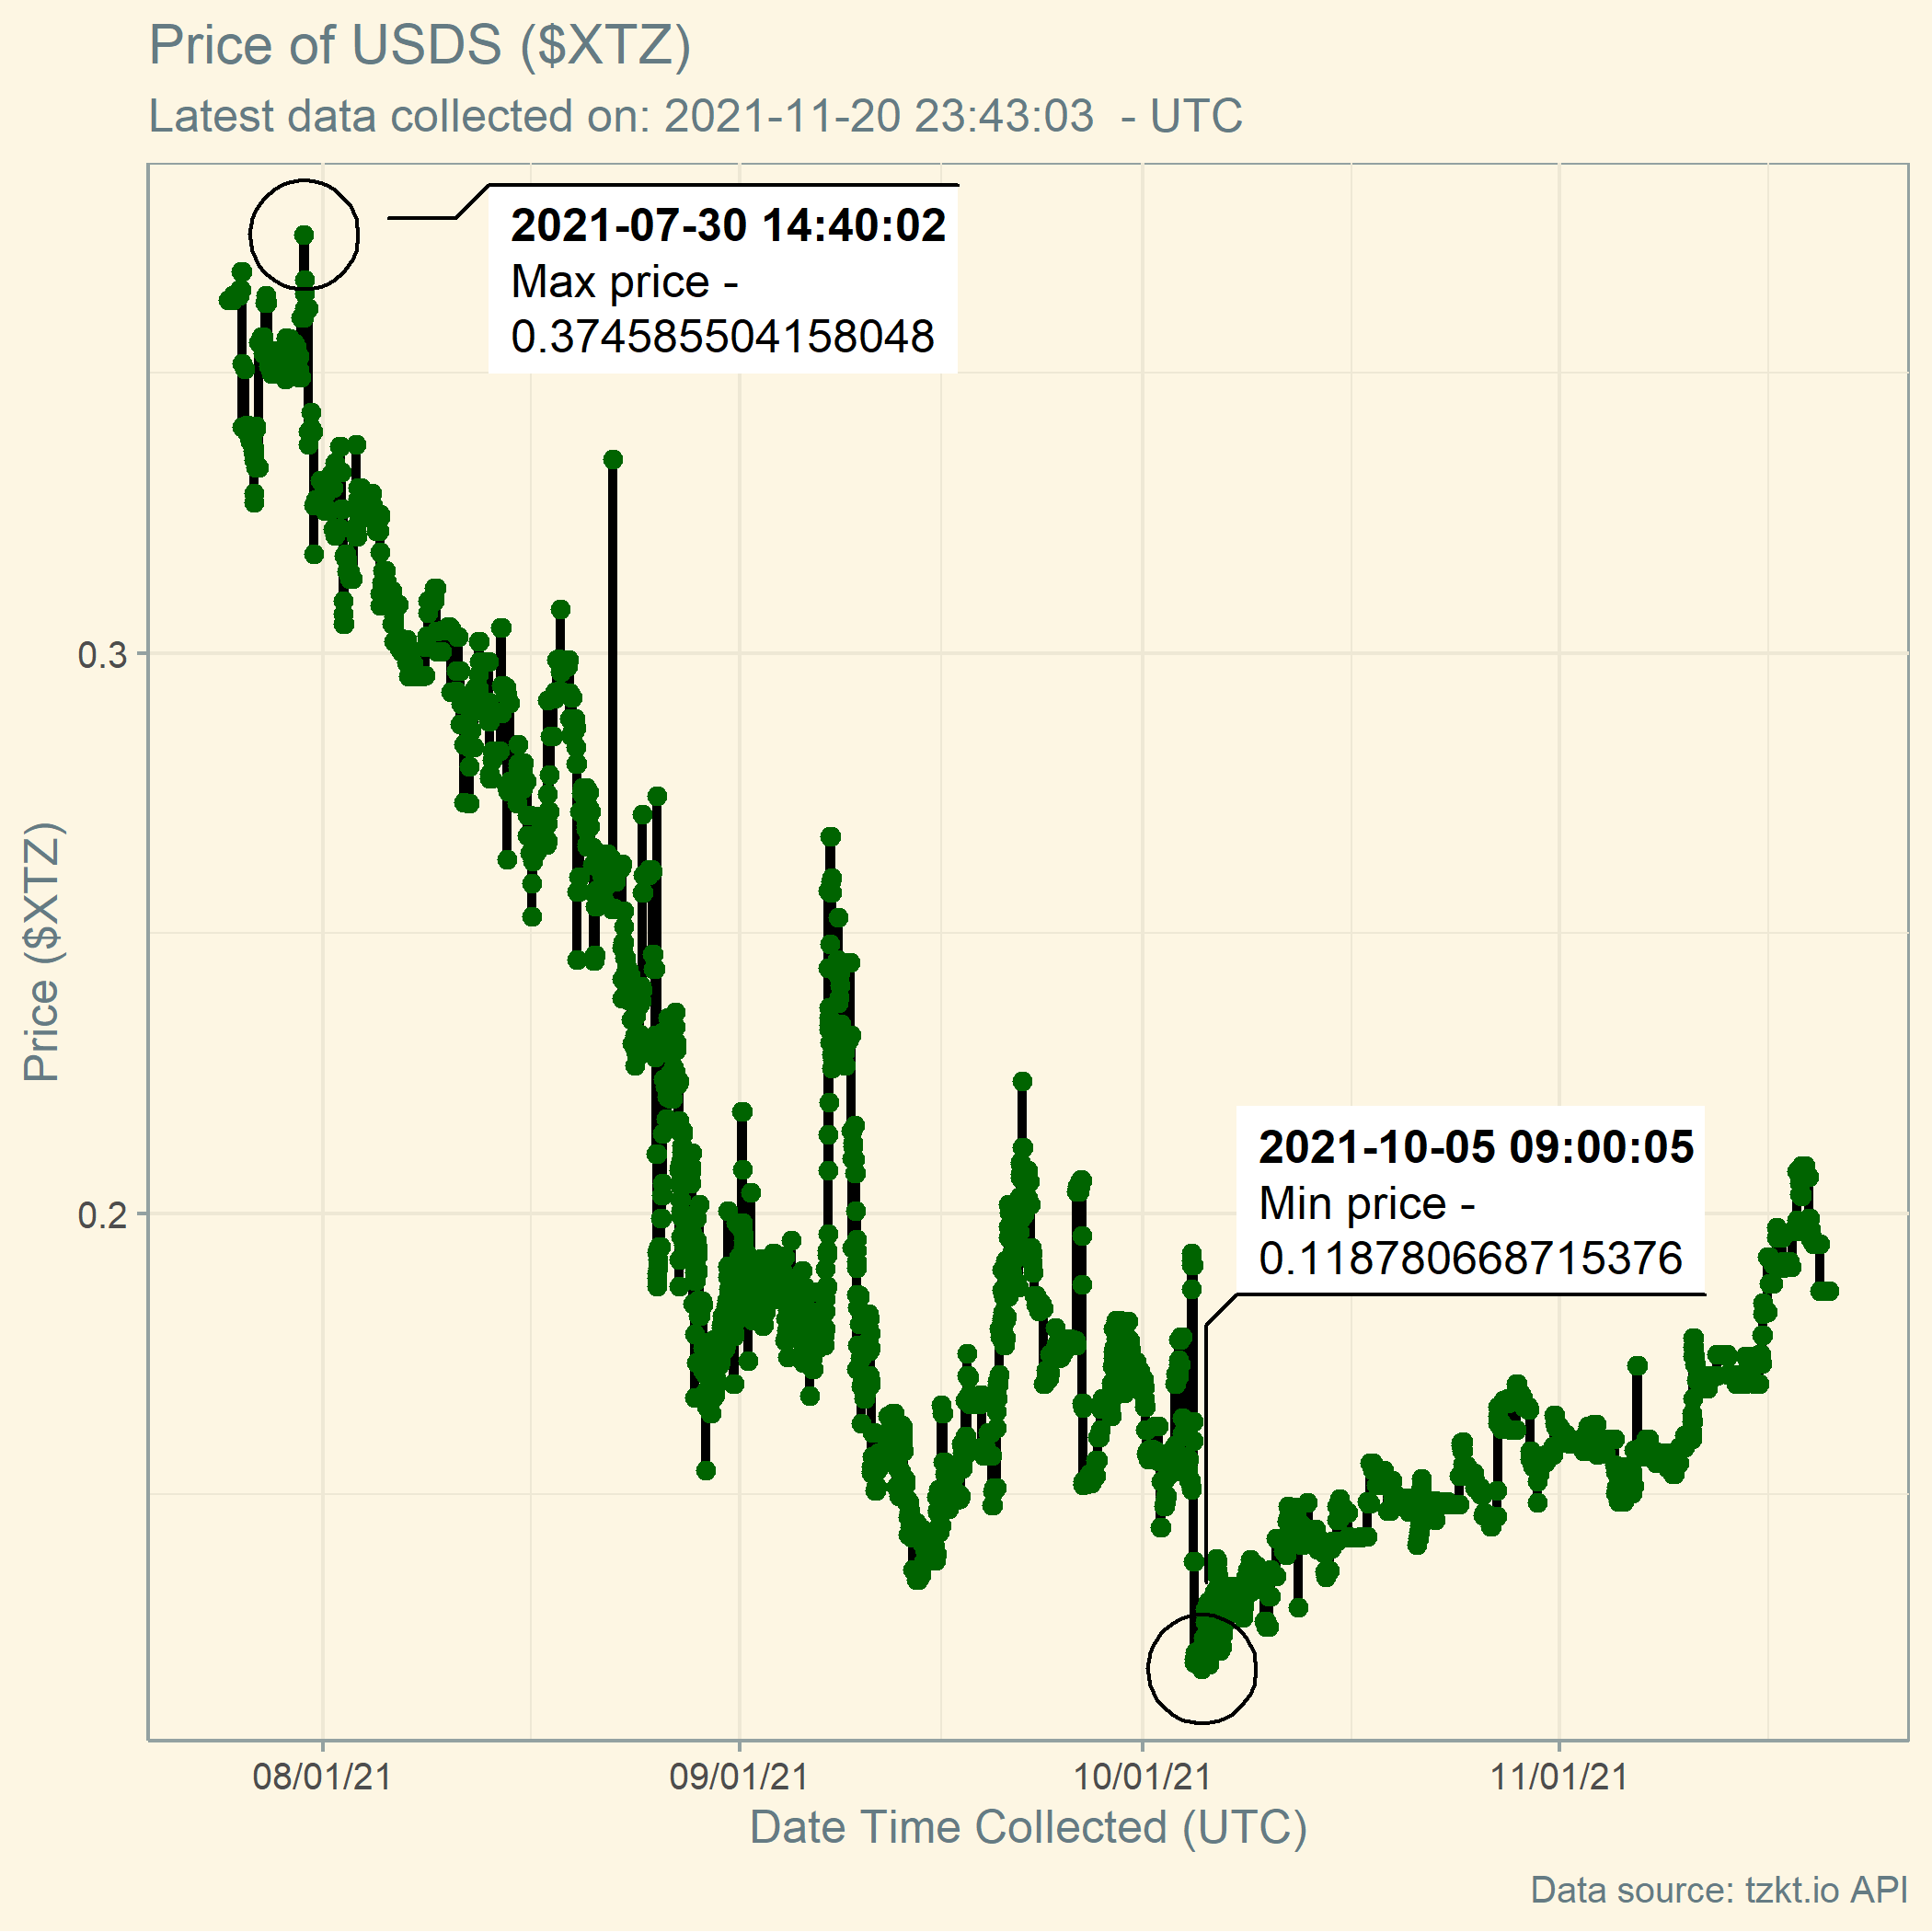 Price of USDS ($XTZ)
Latest data collected on: 2021-11-20 23:43:03  - UTC
2021-07-30 14:40:02
Max price -
0.374585504158048
0.3
Price ($XTZ)
2021-10-05 09:00:05
Min price -
0.118780668715376
0.2
08/01/21
09/01/21
10/01/21
11/01/21
Date Time Collected (UTC)
Data source: tzkt.io API